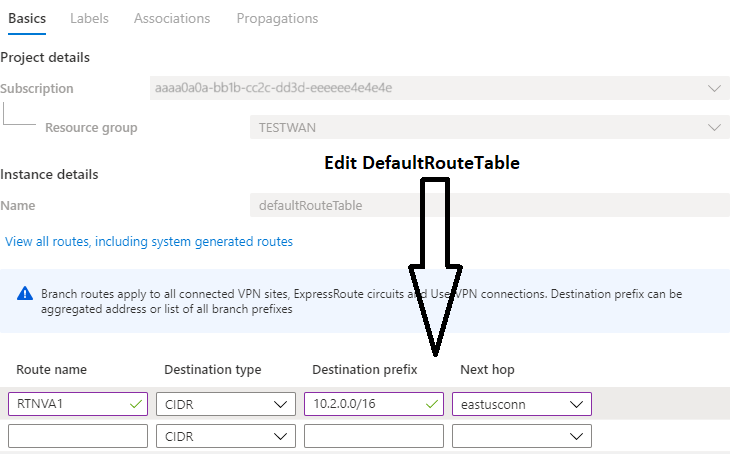 Basics Labels Associations Propagations
Project details
Subscription aaaa0a0a-bb1b-cc2c-dd3d-eeeeee4e4e4e
Resource group TESTWAN
Edit DefaultRouteTable
Instance details
Name defaultRouteTable
View all routes, including system generated routes
Branch routes apply to all connected VPN sites, ExpressRoute circuits and User VPN connections. Destination prefix can be
aggregated address or list of all branch prefixes
Route name Destination type Destination prefix Next hop
RTNVA1 CIDR 10.2.0.0/16 eastusconn
CIDR